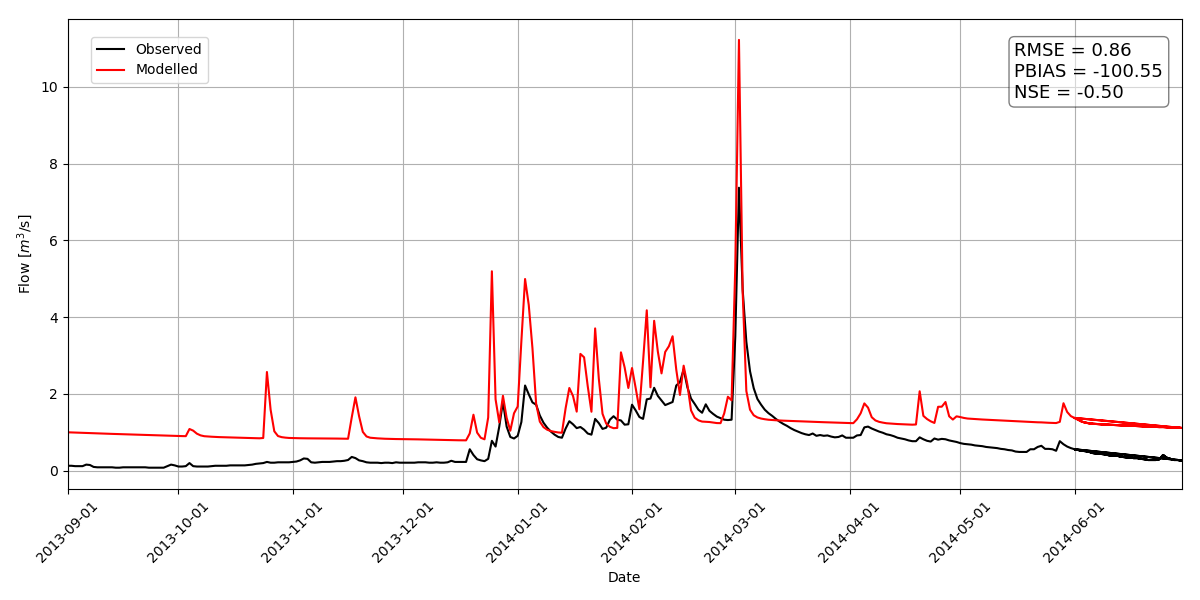 Observed
Modelled
RMSE = 0.86
PBIAS = -100.55
NSE = -0.50
Flow [m³/s]
10
8
6
4
2
0
2013-09-01
2013-10-01
2013-11-01
2013-12-01
2014-01-01
2014-02-01
2014-03-01
2014-04-01
2014-05-01
2014-06-01
Date